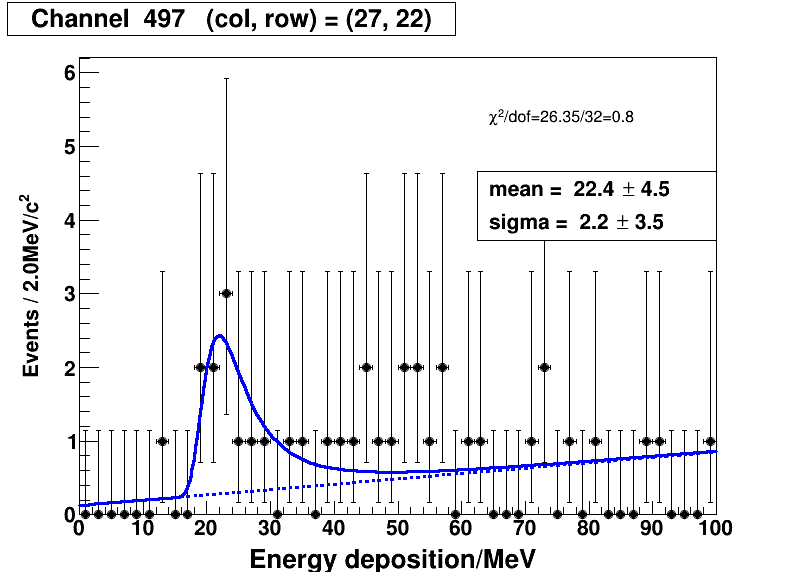 Channel  497   (col, row) = (27, 22)
χ²/dof=26.35/32=0.8
mean =  22.4 ± 4.5
sigma =  2.2 ± 3.5
Events / 2.0MeV/c²
6
5
4
3
2
1
0
0 10 20 30 40 50 60 70 80 90 100
Energy deposition/MeV